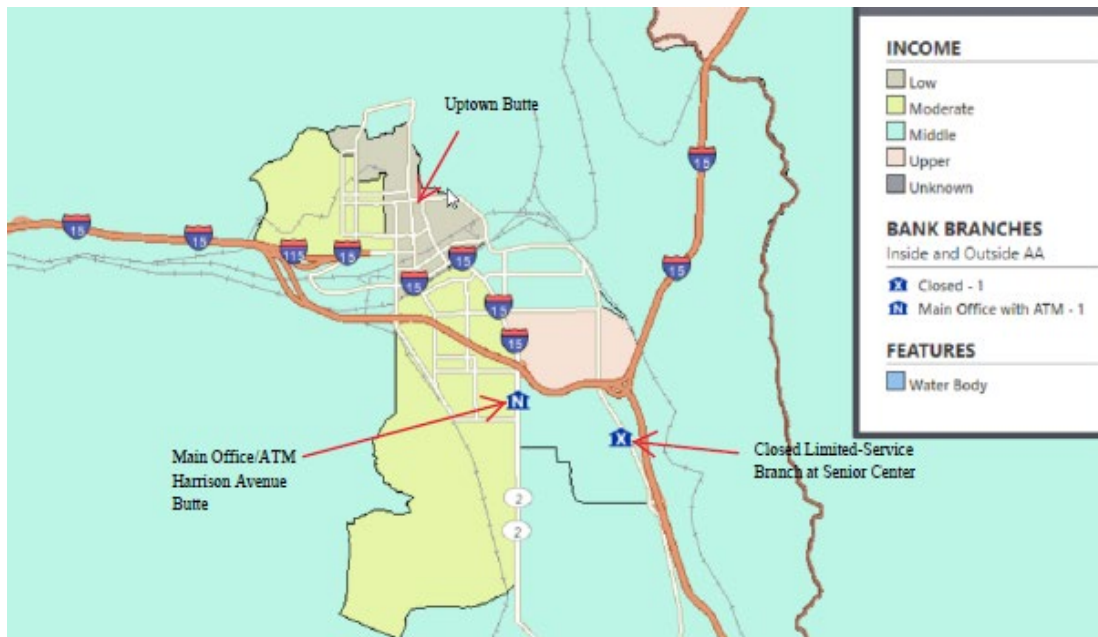 Uptown Butte
15
15
15
115
15
15
15
15
15
15
Main Office/ATM
Harrison Avenue
Butte
Closed Limited-Service
Branch at Senior Center
N
X
2
2
INCOME
Low
Moderate
Middle
Upper
Unknown
BANK BRANCHES
Inside and Outside AA
X Closed - 1
N Main Office with ATM - 1
FEATURES
Water Body